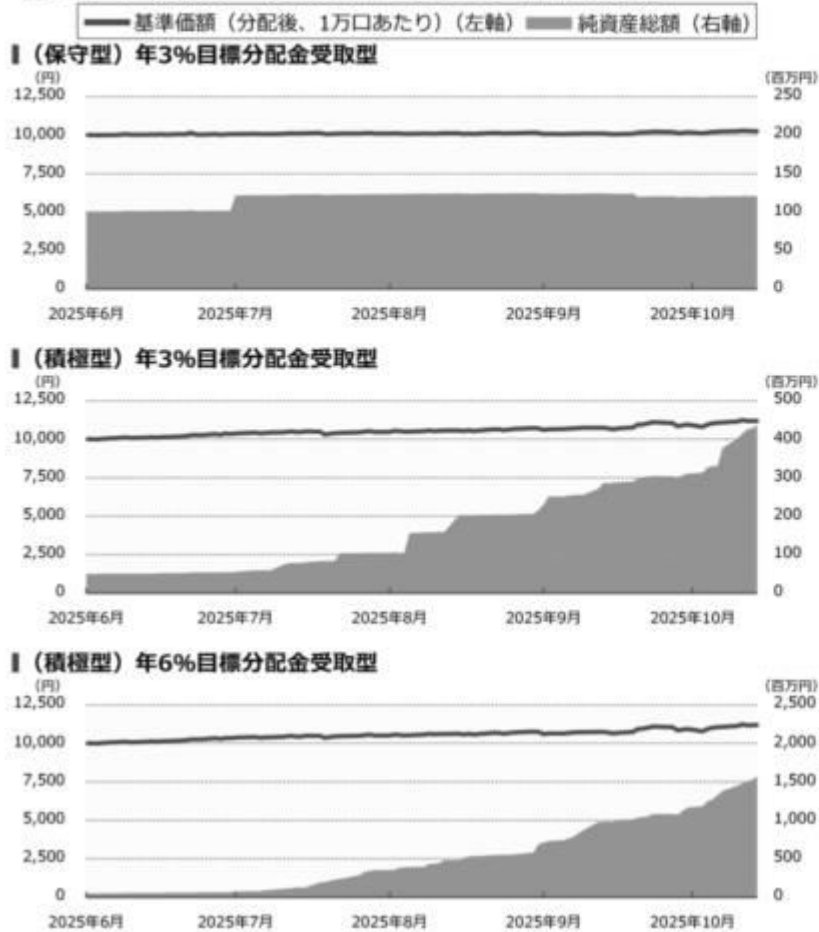 基準価額（分配後、1万口あたり）（左軸） 純資産総額（右軸）
（保守型）年3%目標分配金受取型
（円） （百万円）
12,500 250
10,000 200
7,500 150
5,000 100
2,500 50
0 0
2025年6月 2025年7月 2025年8月 2025年9月 2025年10月
（積極型）年3%目標分配金受取型
（円） （百万円）
12,500 500
10,000 400
7,500 300
5,000 200
2,500 100
0 0
2025年6月 2025年7月 2025年8月 2025年9月 2025年10月
（積極型）年6%目標分配金受取型
（円） （百万円）
12,500 2,500
10,000 2,000
7,500 1,500
5,000 1,000
2,500 500
0 0
2025年6月 2025年7月 2025年8月 2025年9月 2025年10月